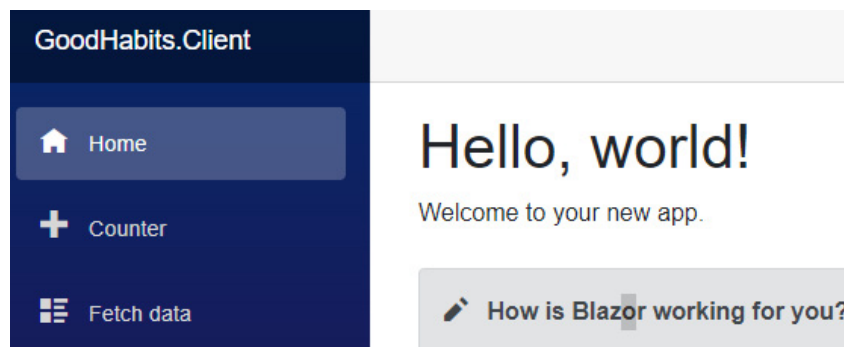 GoodHabits.Client
Home
Counter
Fetch data
Hello, world!
Welcome to your new app.
How is Blazor working for you?